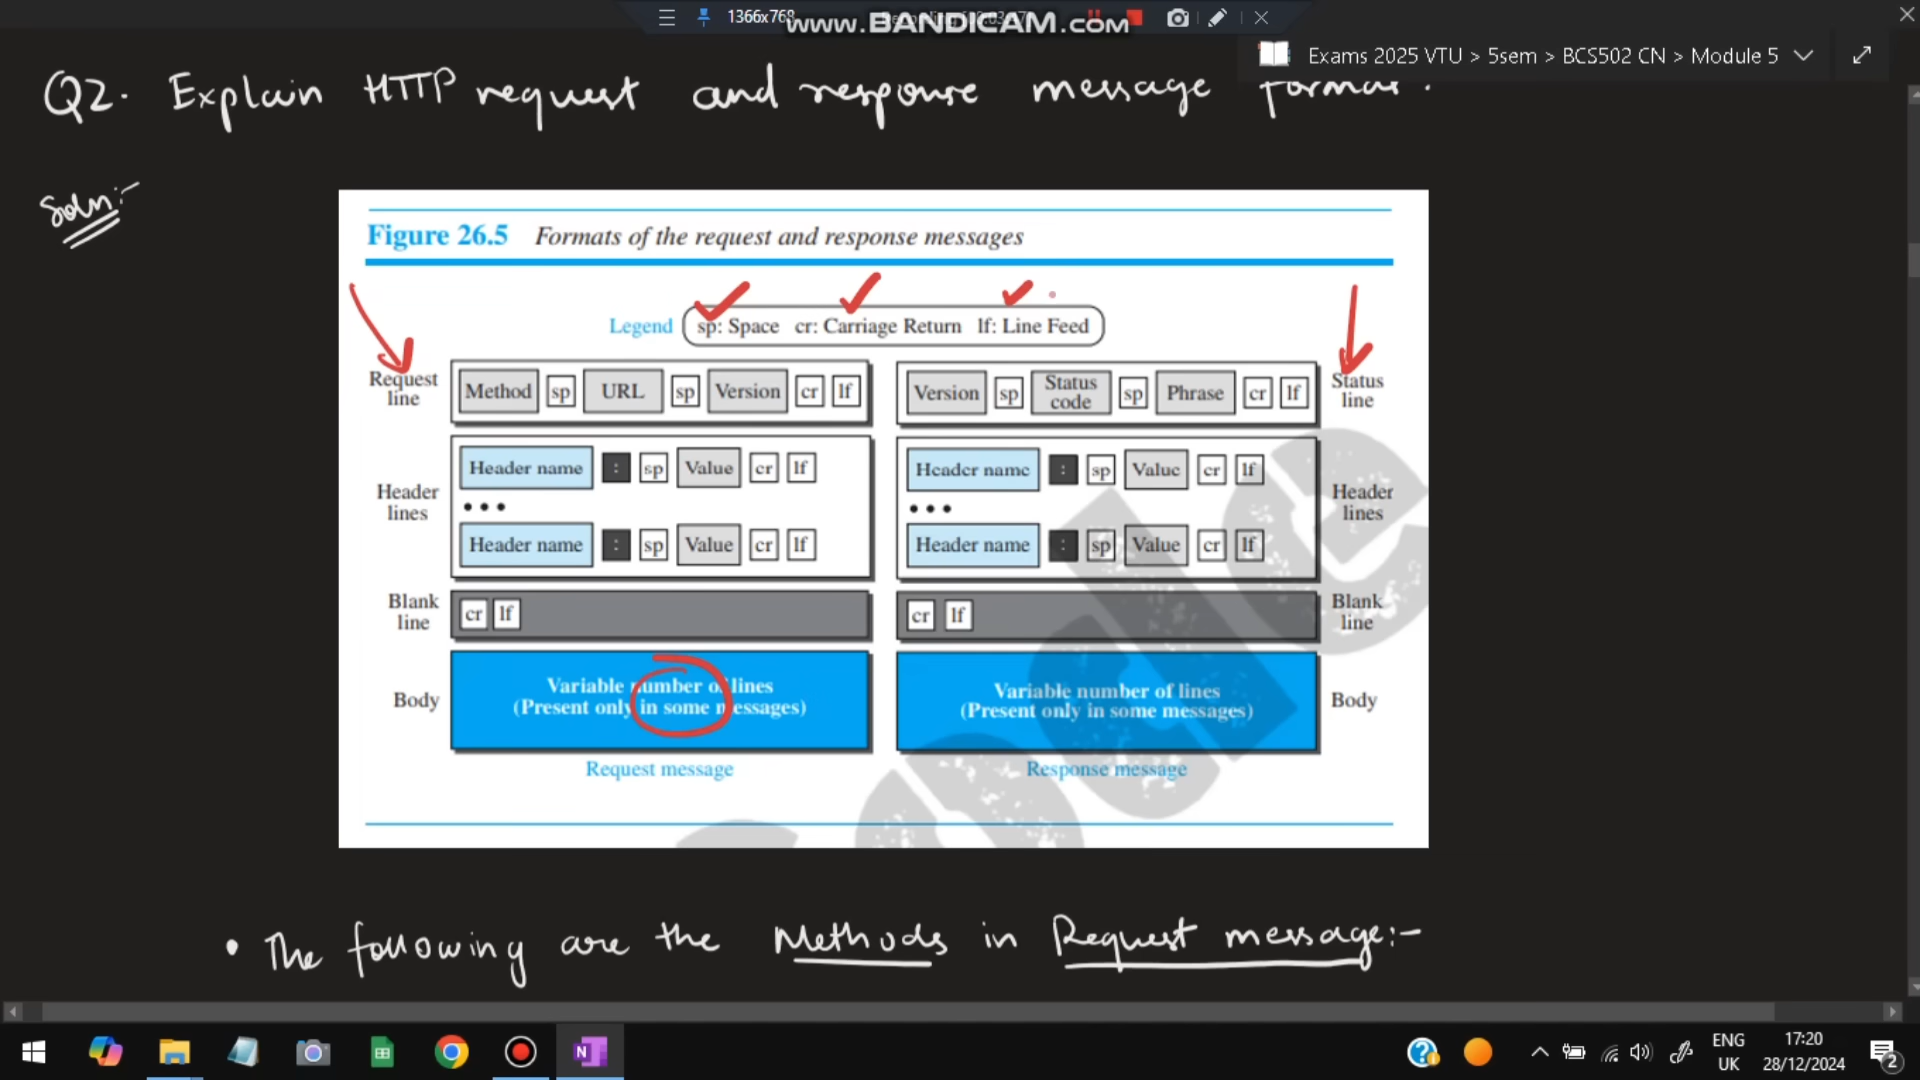 1366x768
www.BANDICAM.com
Exams 2025 VTU > 5sem > BCS502 CN > Module 5
Q2. Explain HTTP request and response message format.
Soln:-
Figure 26.5 Formats of the request and response messages
Legend sp: Space cr: Carriage Return lf: Line Feed
Request line
Method sp URL sp Version cr lf
Version sp Status code sp Phrase cr lf
Status line
Header lines
Header name : sp Value cr lf
Header name : sp Value cr lf
Header name : sp Value cr lf
Header name : sp Value cr lf
Header lines
Blank line
cr lf
cr lf
Blank line
Body
Variable number of lines
(Present only in some messages)
Variable number of lines
(Present only in some messages)
Body
Request message
Response message
• The following are the Methods in Request message:-
ENG
UK
17:20
28/12/2024
2